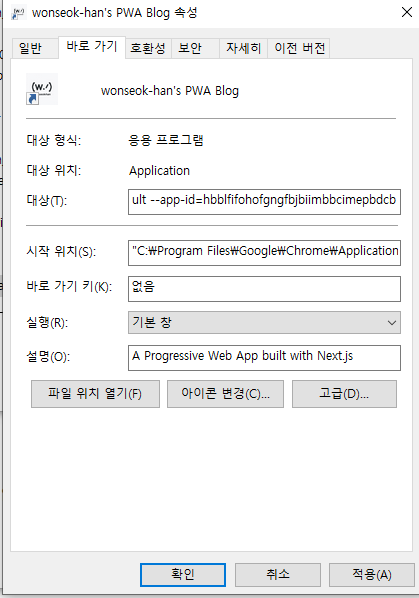 wonseok-han's PWA Blog 속성
일반 바로 가기 호환성 보안 자세히 이전 버전
(w.ᐟ)
wonseok-han's PWA Blog
대상 형식: 응용 프로그램
대상 위치: Application
대상(T): ult --app-id=hbblfifohofgngfbjbiimbbcimepbdcb
시작 위치(S): "C:₩Program Files₩Google₩Chrome₩Application
바로 가기 키(K): 없음
실행(R): 기본 창
설명(O): A Progressive Web App built with Next.js
파일 위치 열기(F) 아이콘 변경(C)... 고급(D)...
확인 취소 적용(A)